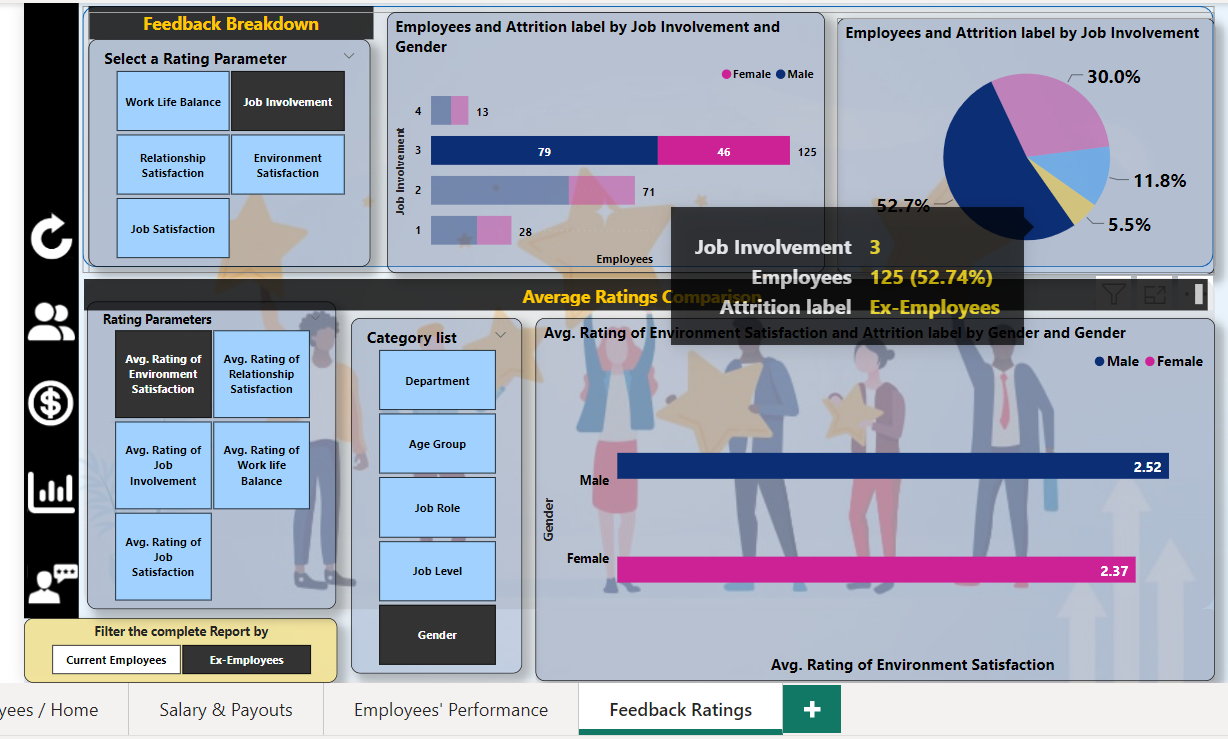 Feedback Breakdown
Select a Rating Parameter
Work Life Balance
Job Involvement
Relationship
Satisfaction
Environment
Satisfaction
Job Satisfaction
Employees and Attrition label by Job Involvement and
Gender
Female Male
Job Involvement
4
13
3
79
46
125
2
71
1
28
Employees
Employees and Attrition label by Job Involvement
30.0%
11.8%
5.5%
52.7%
Job Involvement 3
Employees 125 (52.74%)
Attrition label Ex-Employees
Average Ratings Comparison
Rating Parameters
Avg. Rating of
Environment
Satisfaction
Avg. Rating of
Relationship
Satisfaction
Avg. Rating of
Job
Involvement
Avg. Rating of
Work life
Balance
Avg. Rating of
Job
Satisfaction
Category list
Department
Age Group
Job Role
Job Level
Gender
Avg. Rating of Environment Satisfaction and Attrition label by Gender and Gender
Male Female
Gender
Male
2.52
Female
2.37
Avg. Rating of Environment Satisfaction
Filter the complete Report by
Current Employees
Ex-Employees
yees / Home
Salary & Payouts
Employees' Performance
Feedback Ratings
+